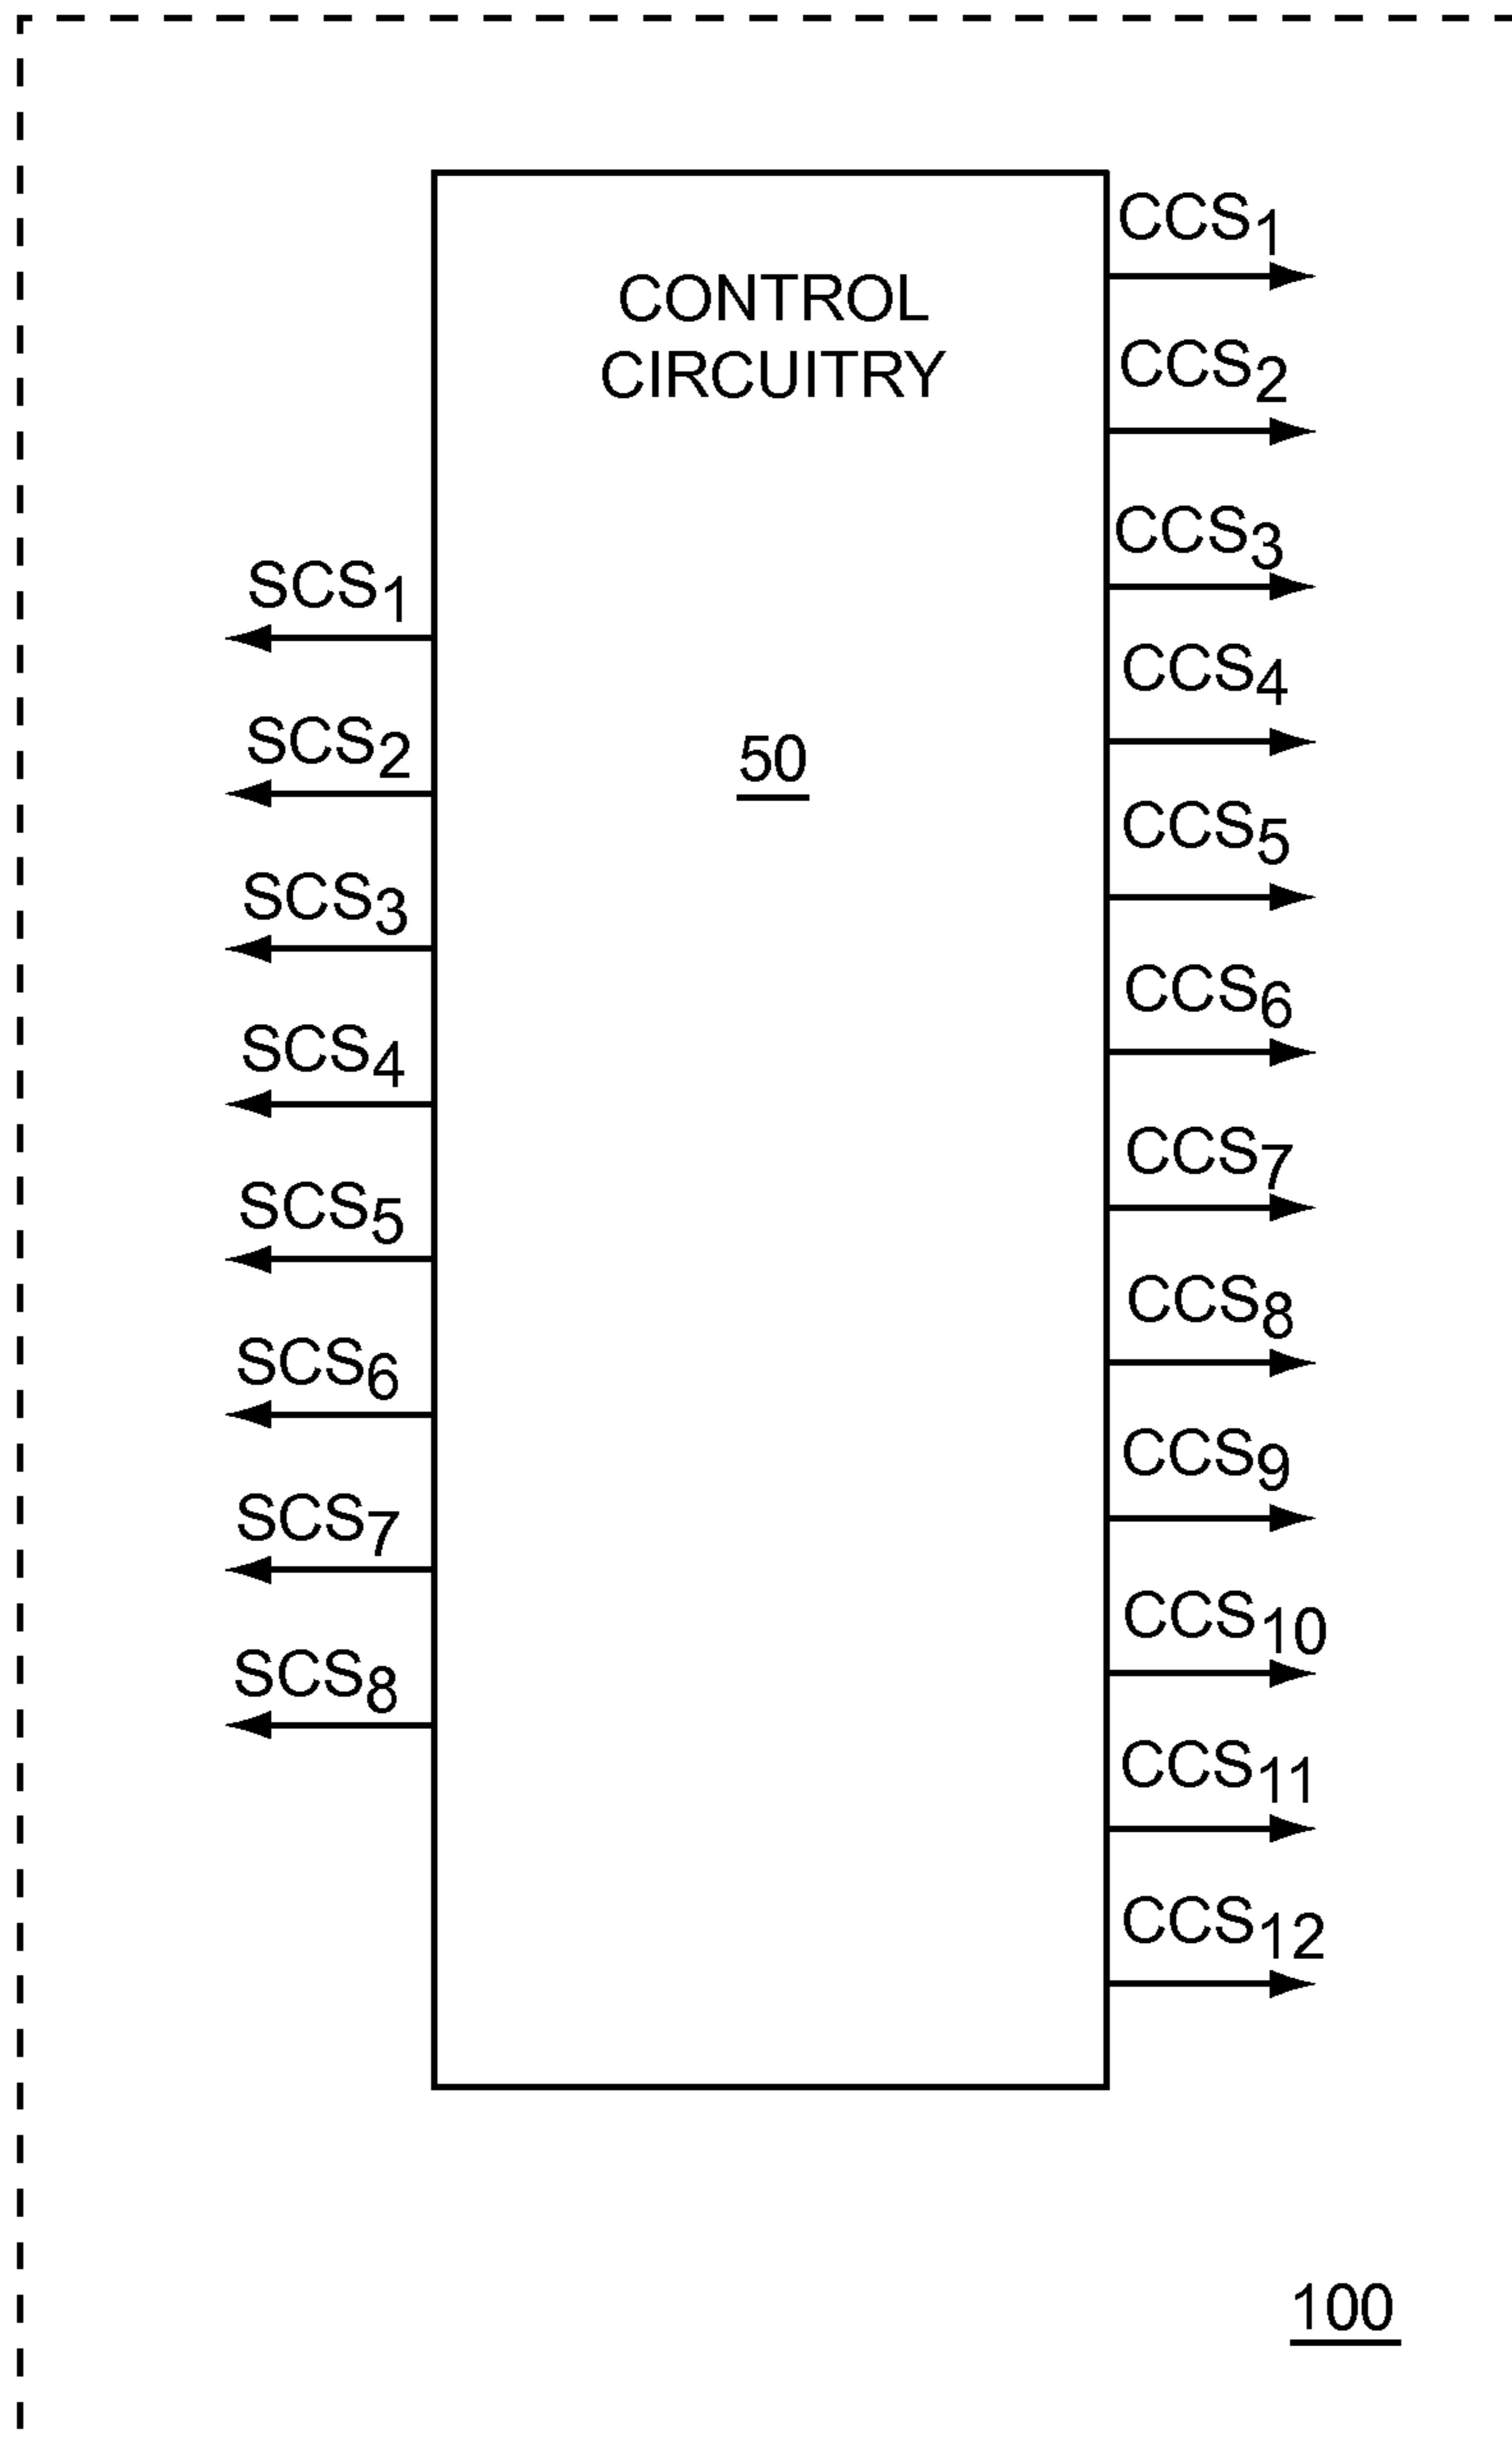 CONTROL
CIRCUITRY
50
SCS1
SCS2
SCS3
SCS4
SCS5
SCS6
SCS7
SCS8
CCS1
CCS2
CCS3
CCS4
CCS5
CCS6
CCS7
CCS8
CCS9
CCS10
CCS11
CCS12
100